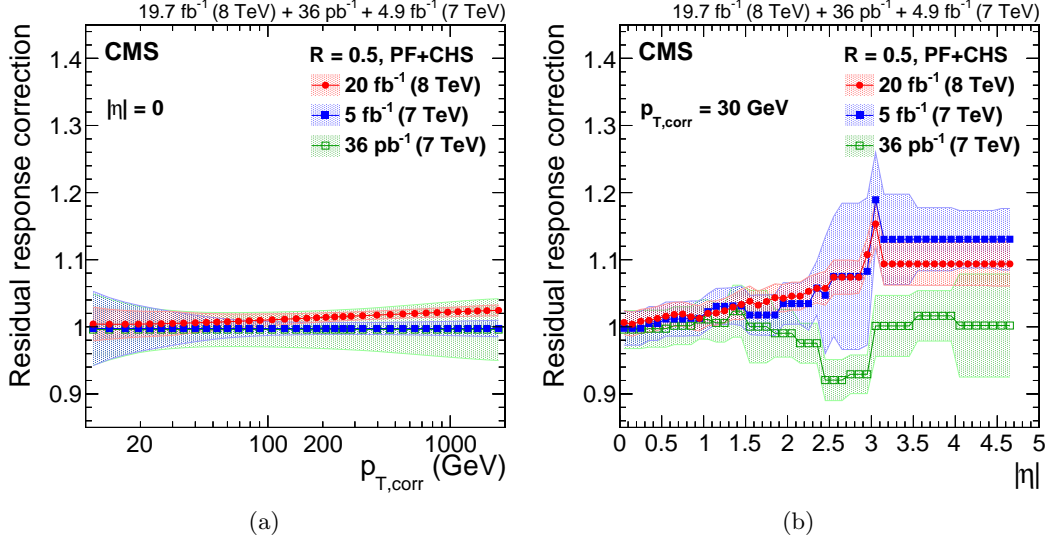 19.7 fb⁻¹ (8 TeV) + 36 pb⁻¹ + 4.9 fb⁻¹ (7 TeV)
CMS
R = 0.5, PF+CHS
20 fb⁻¹ (8 TeV)
|η| = 0
5 fb⁻¹ (7 TeV)
36 pb⁻¹ (7 TeV)
Residual response correction
1.4
1.3
1.2
1.1
1
0.9
20 100 200 1000
p_T,corr (GeV)
(a)
19.7 fb⁻¹ (8 TeV) + 36 pb⁻¹ + 4.9 fb⁻¹ (7 TeV)
CMS
R = 0.5, PF+CHS
20 fb⁻¹ (8 TeV)
p_T,corr = 30 GeV
5 fb⁻¹ (7 TeV)
36 pb⁻¹ (7 TeV)
Residual response correction
1.4
1.3
1.2
1.1
1
0.9
0 0.5 1 1.5 2 2.5 3 3.5 4 4.5 5
|η|
(b)